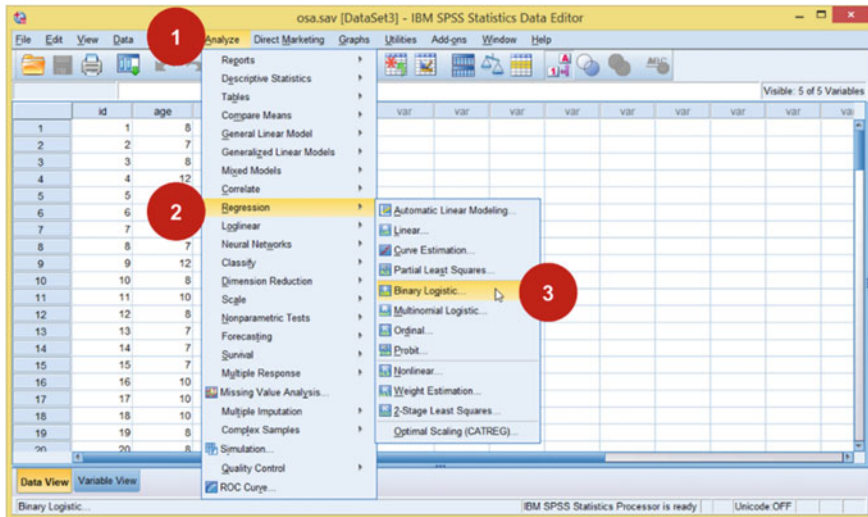 osa.sav [DataSet3] - IBM SPSS Statistics Data Editor
File Edit View Data Analyze Direct Marketing Graphs Utilities Add-ons Window Help
1
Visible: 5 of 5 Variables
id age var var var var var var var var
1 1 8
2 2 7
3 3 8
4 4 12
5 5
6 6
7 7
8 8 7
9 9 12
10 10 8
11 11 10
12 12 8
13 13 7
14 14 7
15 15 7
16 16 10
17 17 10
18 18 10
19 19 8
20 20 8
Reports
Descriptive Statistics
Tables
Compare Means
General Linear Model
Generalized Linear Models
Mixed Models
Correlate
2
Regression
Loglinear
Neural Networks
Classify
Dimension Reduction
Scale
Nonparametric Tests
Forecasting
Survival
Multiple Response
Missing Value Analysis...
Multiple Imputation
Complex Samples
Simulation...
Quality Control
ROC Curve...
Automatic Linear Modeling...
Linear...
Curve Estimation...
Partial Least Squares...
Binary Logistic...
3
Multinomial Logistic...
Ordinal...
Probit...
Nonlinear...
Weight Estimation...
2-Stage Least Squares...
Optimal Scaling (CATREG)...
Data View Variable View
Binary Logistic... IBM SPSS Statistics Processor is ready Unicode:OFF